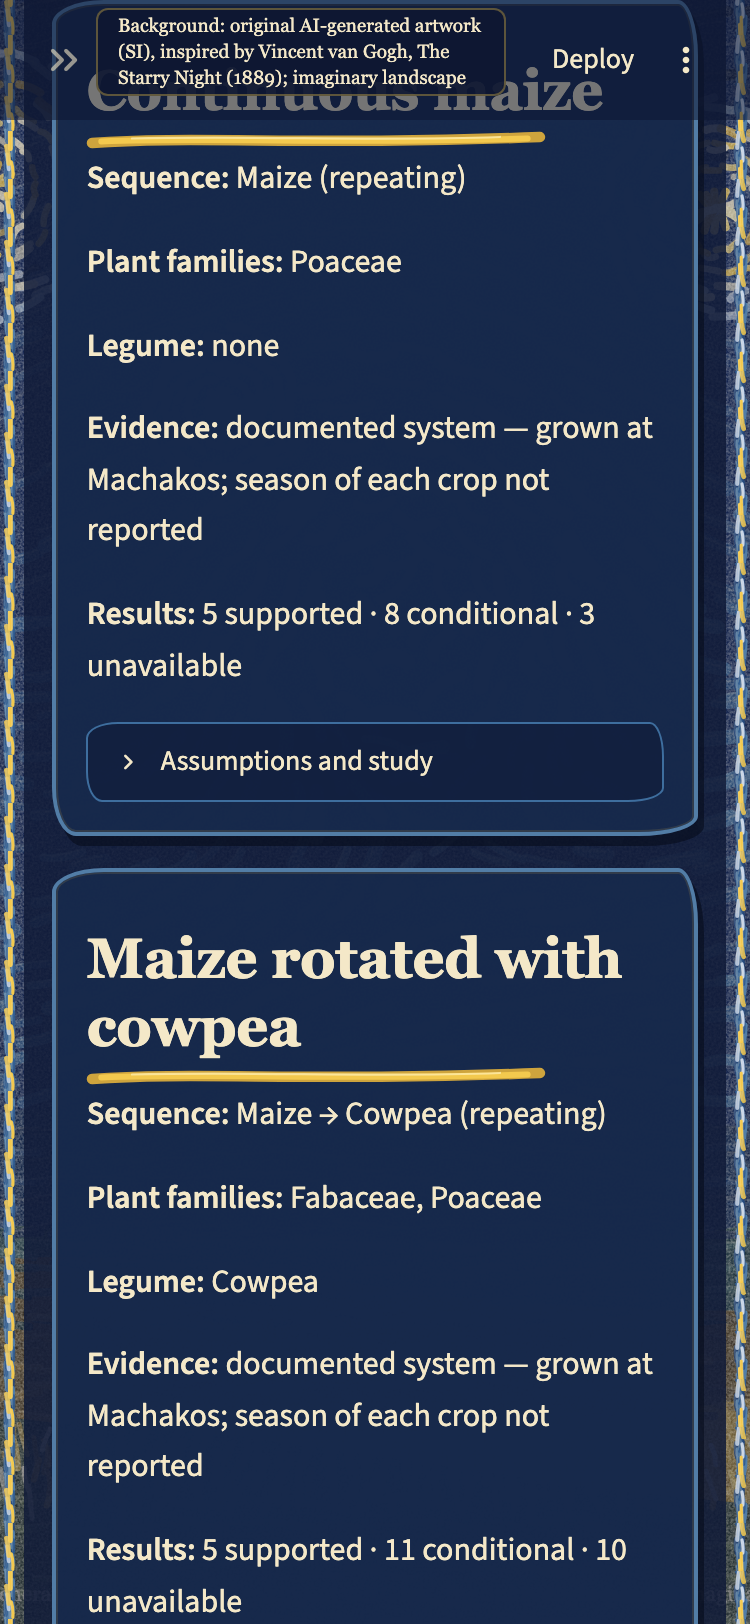 Background: original AI-generated artwork
(SI), inspired by Vincent van Gogh, The
Starry Night (1889); imaginary landscape
Deploy
Continuous maize
Sequence: Maize (repeating)
Plant families: Poaceae
Legume: none
Evidence: documented system — grown at
Machakos; season of each crop not
reported
Results: 5 supported · 8 conditional · 3
unavailable
Assumptions and study
Maize rotated with
cowpea
Sequence: Maize → Cowpea (repeating)
Plant families: Fabaceae, Poaceae
Legume: Cowpea
Evidence: documented system — grown at
Machakos; season of each crop not
reported
Results: 5 supported · 11 conditional · 10
unavailable